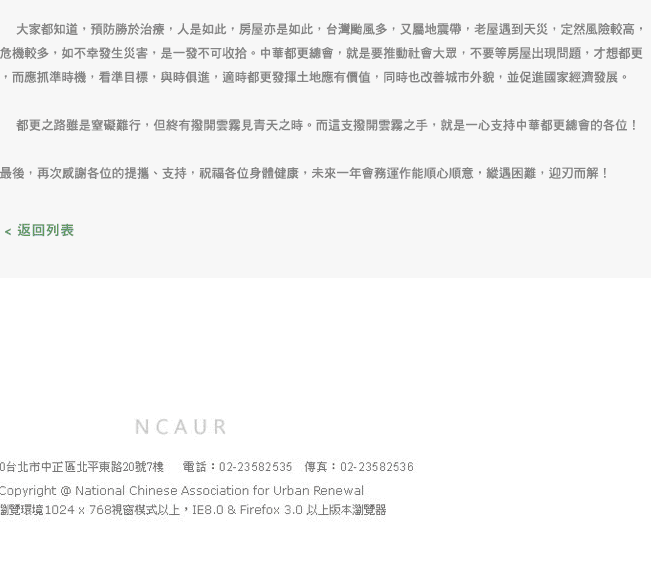 大家都知道，預防勝於治療，人是如此，房屋亦是如此，台灣颱風多，又屬地震帶，老屋遇到天災，定然風險較高，
危機較多，如不幸發生災害，是一發不可收拾。中華都更總會，就是要推動社會大眾，不要等房屋出現問題，才想都更
，而應抓準時機，看準目標，與時俱進，適時都更發揮土地應有價值，同時也改善城市外貌，並促進國家經濟發展。
都更之路雖是窒礙難行，但終有撥開雲霧見青天之時。而這支撥開雲霧之手，就是一心支持中華都更總會的各位！
最後，再次感謝各位的提攜、支持，祝福各位身體健康，未來一年會務運作能順心順意，縱遇困難，迎刃而解！
< 返回列表
NCAUR
0台北市中正區北平東路20號7樓 電話：02-23582535 傳真：02-23582536
Copyright @ National Chinese Association for Urban Renewal
瀏覽環境1024 x 768視窗模式以上，IE8.0 & Firefox 3.0 以上版本瀏覽器